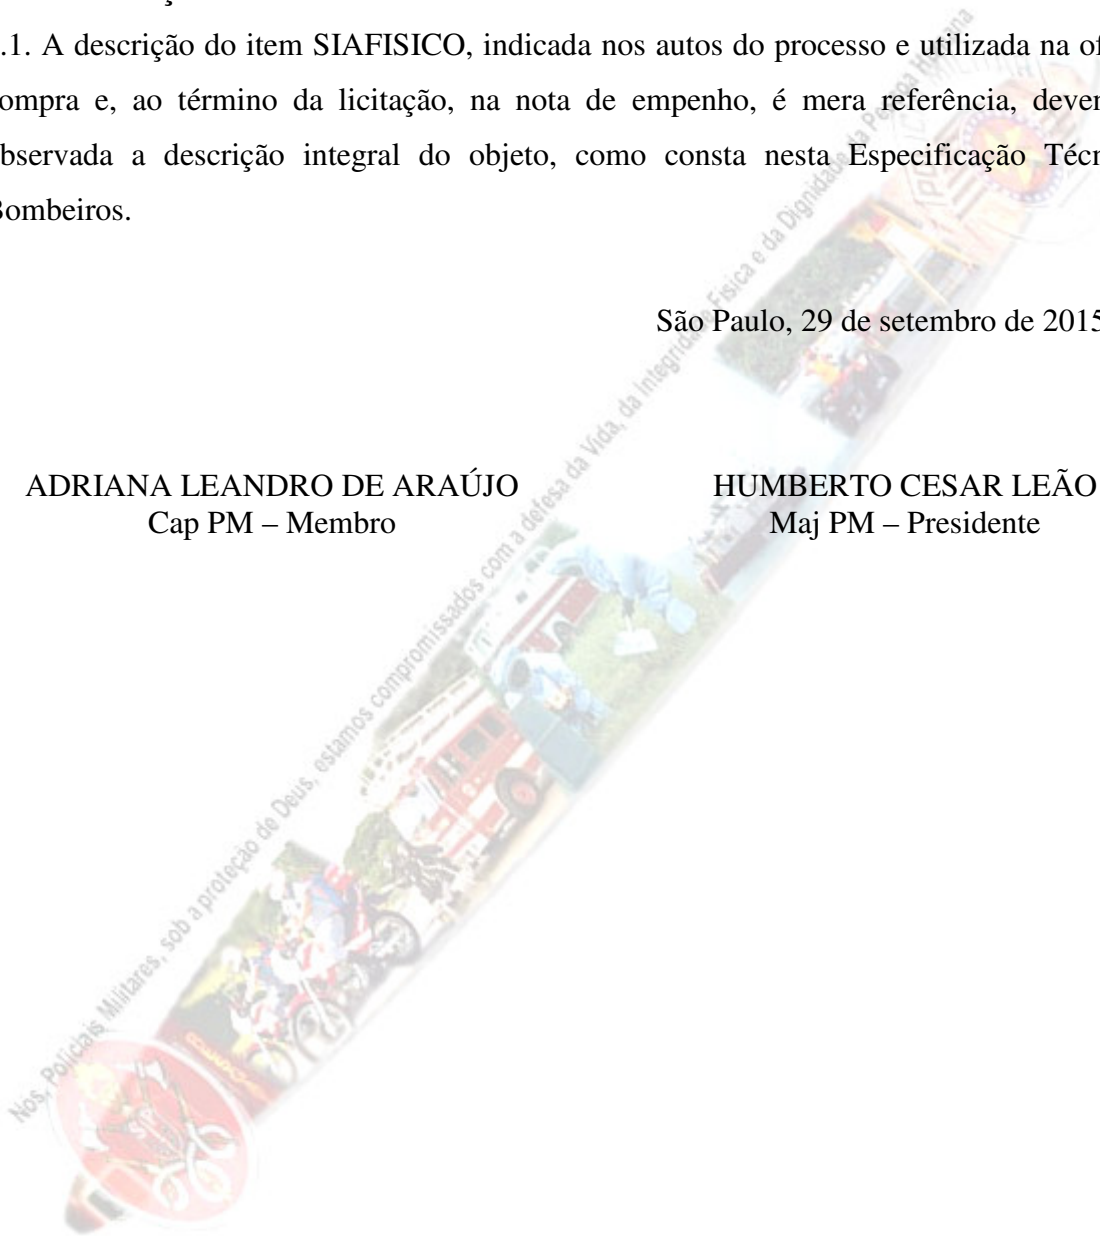 .1. A descrição do item SIAFISICO, indicada nos autos do processo e utilizada na of
ompra e, ao término da licitação, na nota de empenho, é mera referência, dever
bservada a descrição integral do objeto, como consta nesta Especificação Técn
Bombeiros.
São Paulo, 29 de setembro de 2015
ADRIANA LEANDRO DE ARAÚJO
Cap PM – Membro
HUMBERTO CESAR LEÃO
Maj PM – Presidente
Nós, Policiais Militares, sob a proteção de Deus, estamos compromissados com a defesa da Vida, da Integridade Física e da Dignidade da Pessoa Humana